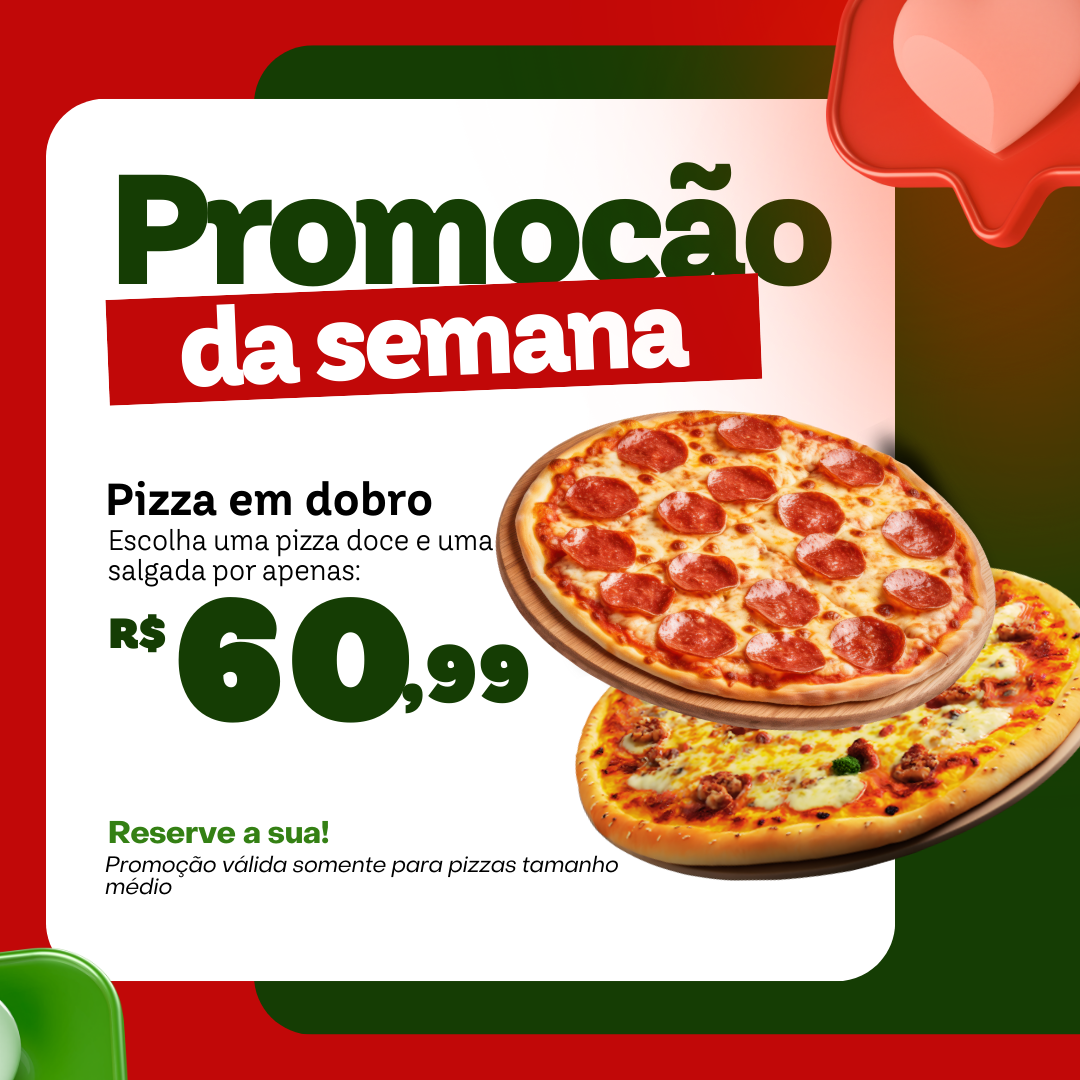 Promoção
da semana
Pizza em dobro
Escolha uma pizza doce e uma
salgada por apenas:
R$ 60,99
Reserve a sua!
Promoção válida somente para pizzas tamanho
médio